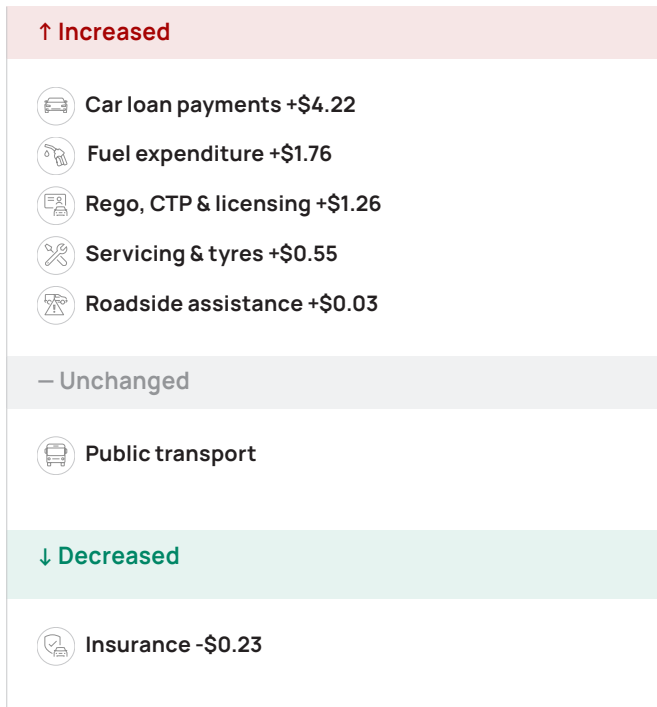 ↑ Increased
Car loan payments +$4.22
Fuel expenditure +$1.76
Rego, CTP & licensing +$1.26
Servicing & tyres +$0.55
Roadside assistance +$0.03
— Unchanged
Public transport
↓ Decreased
Insurance -$0.23